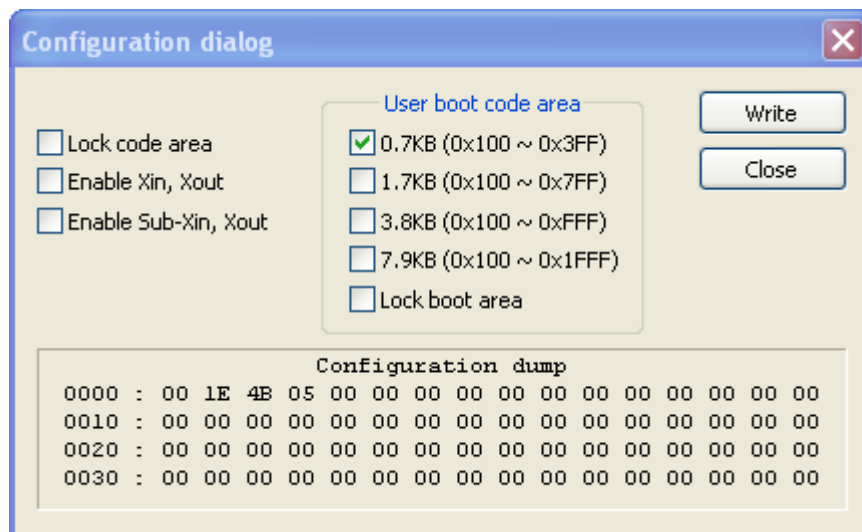 Configuration dialog
Lock code area
Enable Xin, Xout
Enable Sub-Xin, Xout
User boot code area
0.7KB (0x100 ~ 0x3FF)
1.7KB (0x100 ~ 0x7FF)
3.8KB (0x100 ~ 0xFFF)
7.9KB (0x100 ~ 0x1FFF)
Lock boot area
Write
Close
Configuration dump
0000 : 00 1E 4B 05 00 00 00 00 00 00 00 00 00 00 00 00
0010 : 00 00 00 00 00 00 00 00 00 00 00 00 00 00 00 00
0020 : 00 00 00 00 00 00 00 00 00 00 00 00 00 00 00 00
0030 : 00 00 00 00 00 00 00 00 00 00 00 00 00 00 00 00